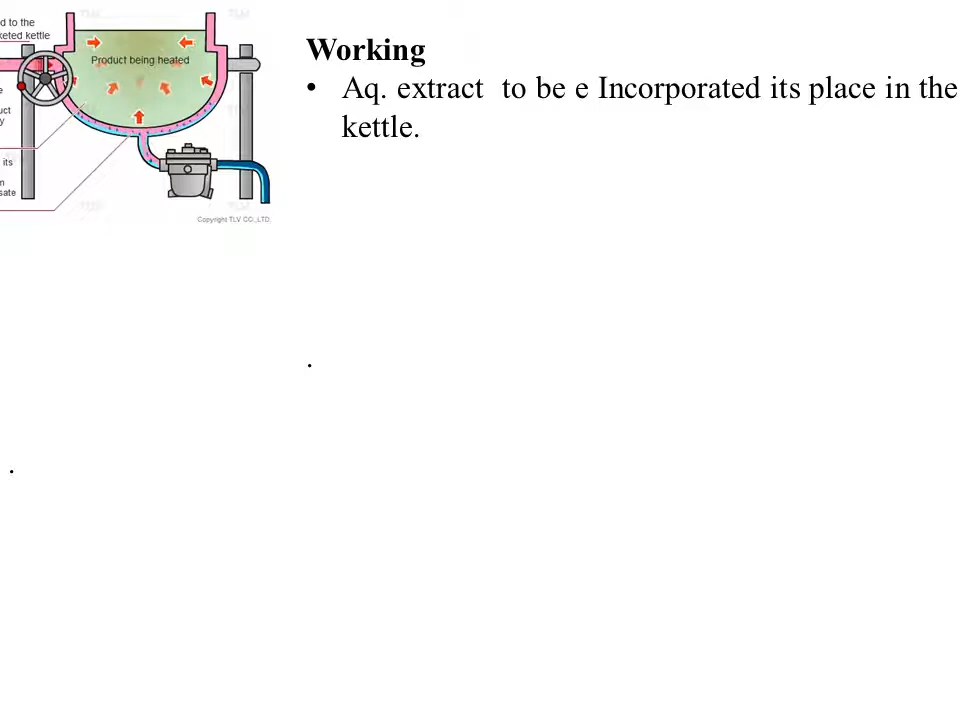 d to the
keted kettle
Product being heated
e
uct
y
its
m
sate
Copyright TLV CO.,LTD.
Working
• Aq. extract to be e Incorporated its place in the
kettle.
.
.